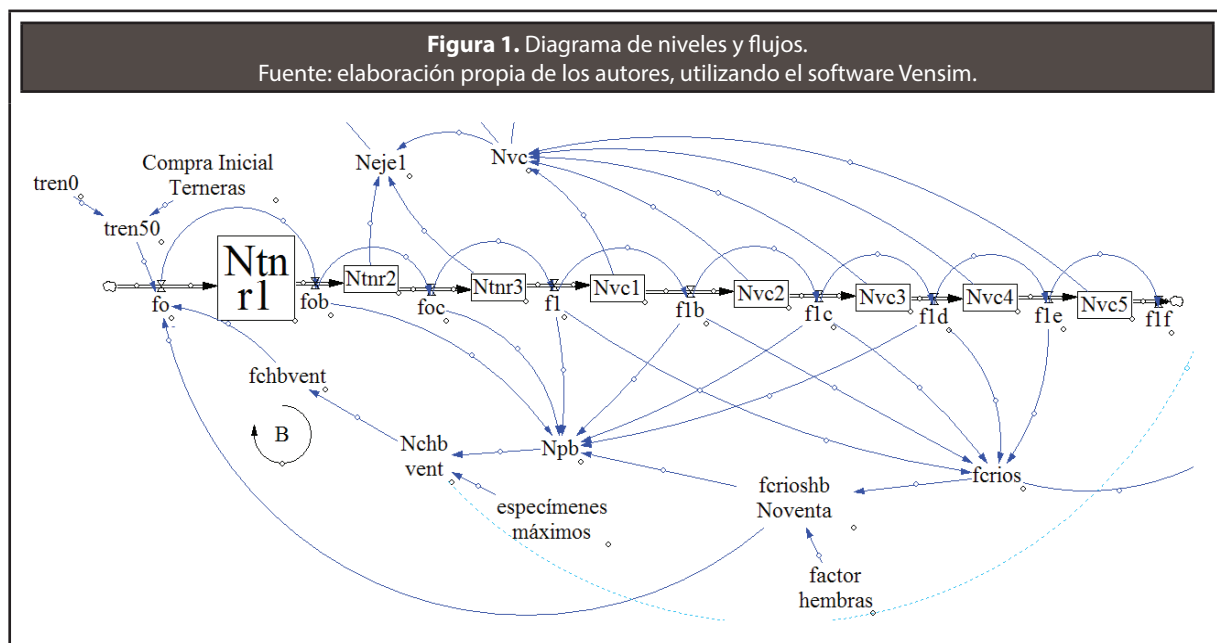 Figura 1. Diagrama de niveles y flujos.
Fuente: elaboración propia de los autores, utilizando el software Vensim.
Compra Inicial
Terneras
Neje1
Nvc
tren0
tren50
Ntn
r1
Ntnr2
Ntnr3
Nvc1
Nvc2
Nvc3
Nvc4
Nvc5
fo
fob
foc
f1
f1b
f1c
f1d
f1e
f1f
fchbvent
B
Nchb
vent
Npb
fcrios
especímenes
máximos
fcrioshb
Noventa
factor
hembras